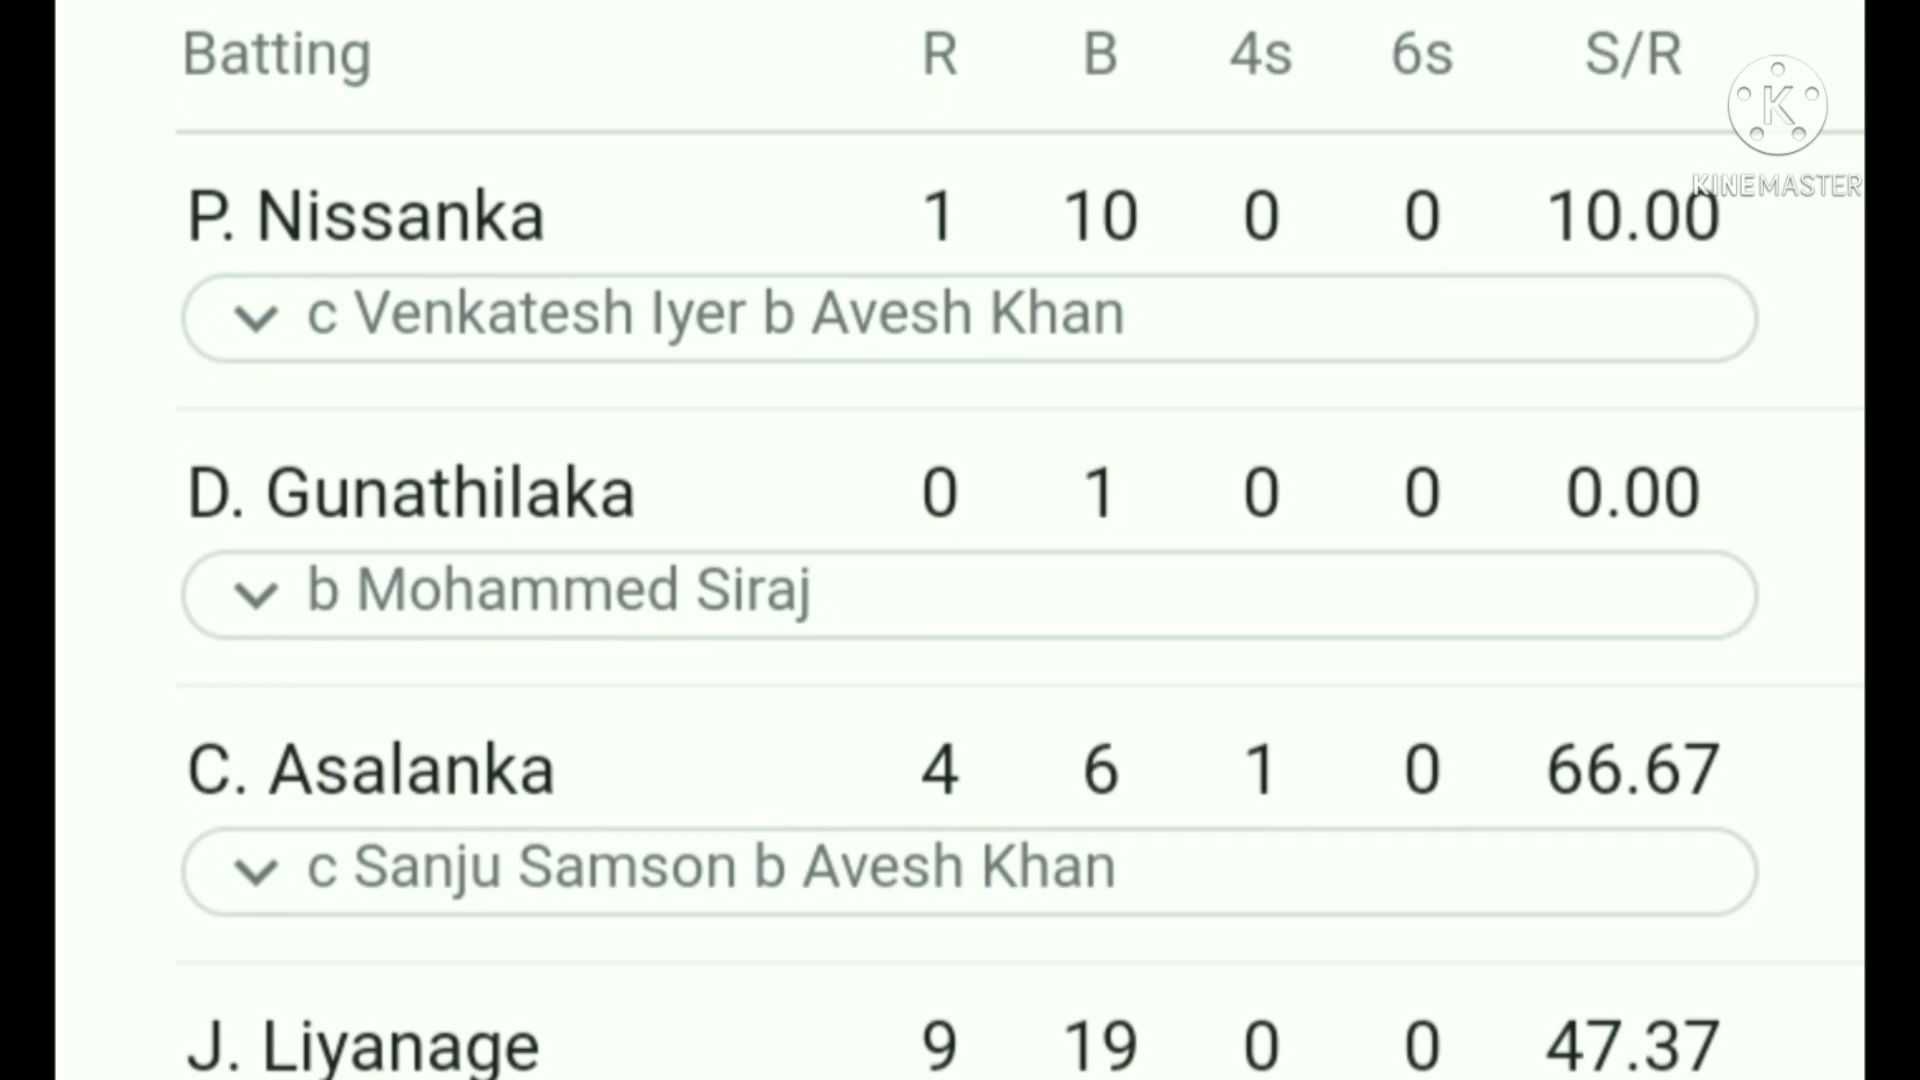 Batting R B 4s 6s S/R
K
KINEMASTER
P. Nissanka 1 10 0 0 10.00
c Venkatesh Iyer b Avesh Khan
D. Gunathilaka 0 1 0 0 0.00
b Mohammed Siraj
C. Asalanka 4 6 1 0 66.67
c Sanju Samson b Avesh Khan
J. Liyanage 9 19 0 0 47.37